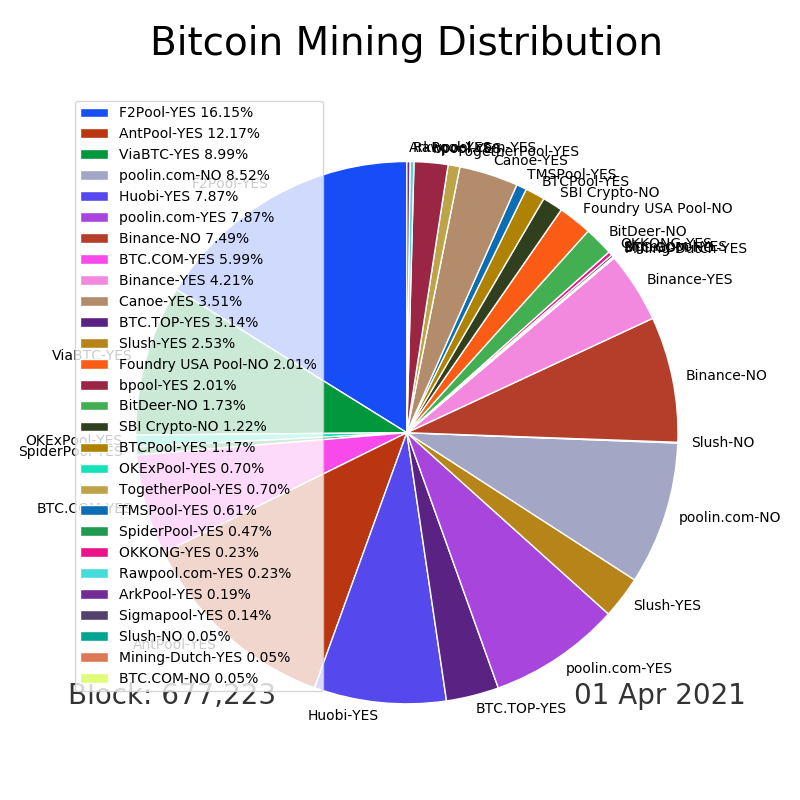 Bitcoin Mining Distribution
F2Pool-YES 16.15%
AntPool-YES 12.17%
ViaBTC-YES 8.99%
poolin.com-NO 8.52%
Huobi-YES 7.87%
poolin.com-YES 7.87%
Binance-NO 7.49%
BTC.COM-YES 5.99%
Binance-YES 4.21%
Canoe-YES 3.51%
BTC.TOP-YES 3.14%
Slush-YES 2.53%
Foundry USA Pool-NO 2.01%
bpool-YES 2.01%
BitDeer-NO 1.73%
SBI Crypto-NO 1.22%
BTCPool-YES 1.17%
OKExPool-YES 0.70%
TogetherPool-YES 0.70%
TMSPool-YES 0.61%
SpiderPool-YES 0.47%
OKKONG-YES 0.23%
Rawpool.com-YES 0.23%
ArkPool-YES 0.19%
Sigmapool-YES 0.14%
Slush-NO 0.05%
Mining-Dutch-YES 0.05%
BTC.COM-NO 0.05%
TogetherPool-YES
Canoe-YES
TMSPool-YES
BTCPool-YES
SBI Crypto-NO
Foundry USA Pool-NO
BitDeer-NO
OKKONG-YES
Mining-Dutch-YES
Binance-YES
Binance-NO
Slush-NO
poolin.com-NO
Slush-YES
poolin.com-YES
BTC.TOP-YES
Huobi-YES
AntPool-YES
BTC.COM-YES
SpiderPool-YES
OKExPool-YES
ViaBTC-YES
F2Pool-YES
Block: 677,223
01 Apr 2021